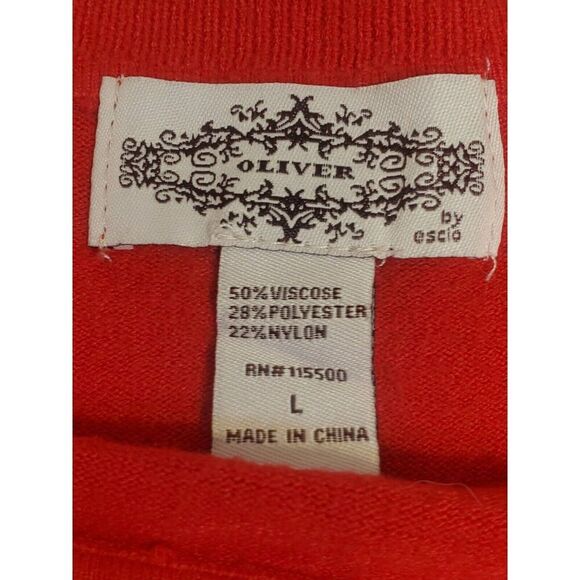 OLIVER
by
escio
50%VISCOSE
28%POLYESTER
22%NYLON
RN#115500
L
MADE IN CHINA